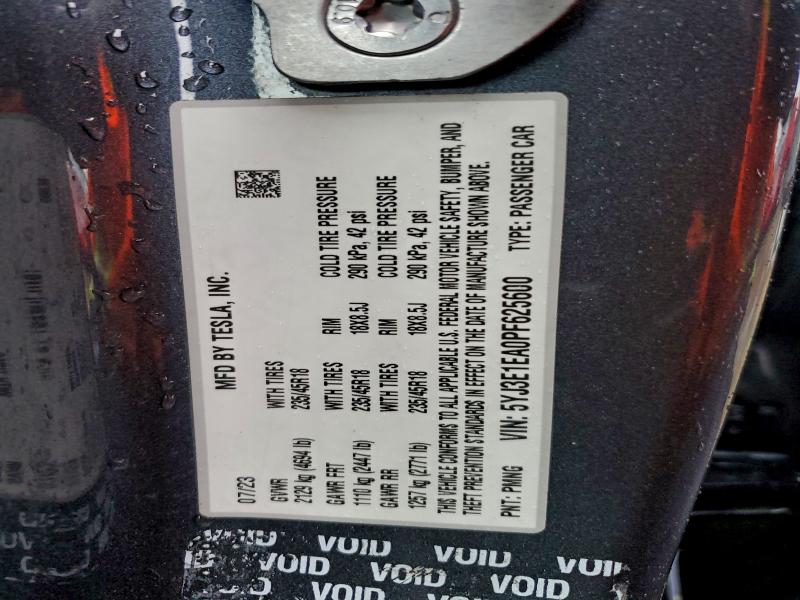 MFD BY TESLA, INC.
07/23
GVWR WITH TIRES RIM COLD TIRE PRESSURE
2129 kg (4694 lb) 235/45R18 18X8.5J 290 kPa, 42 psi
GAWR FRT WITH TIRES RIM COLD TIRE PRESSURE
1110 kg (2447 lb) 235/45R18 18X8.5J 290 kPa, 42 psi
GAWR RR
1257 kg (2771 lb) 235/45R18
THIS VEHICLE CONFORMS TO ALL APPLICABLE U.S. FEDERAL MOTOR VEHICLE SAFETY, BUMPER, AND
THEFT PREVENTION STANDARDS IN EFFECT ON THE DATE OF MANUFACTURE SHOWN ABOVE.
PNT: PMNG VIN: 5YJ3E1EA0PF625600 TYPE: PASSENGER CAR
VOID VOID VOID
VOID VOID
VOID VOID VOID